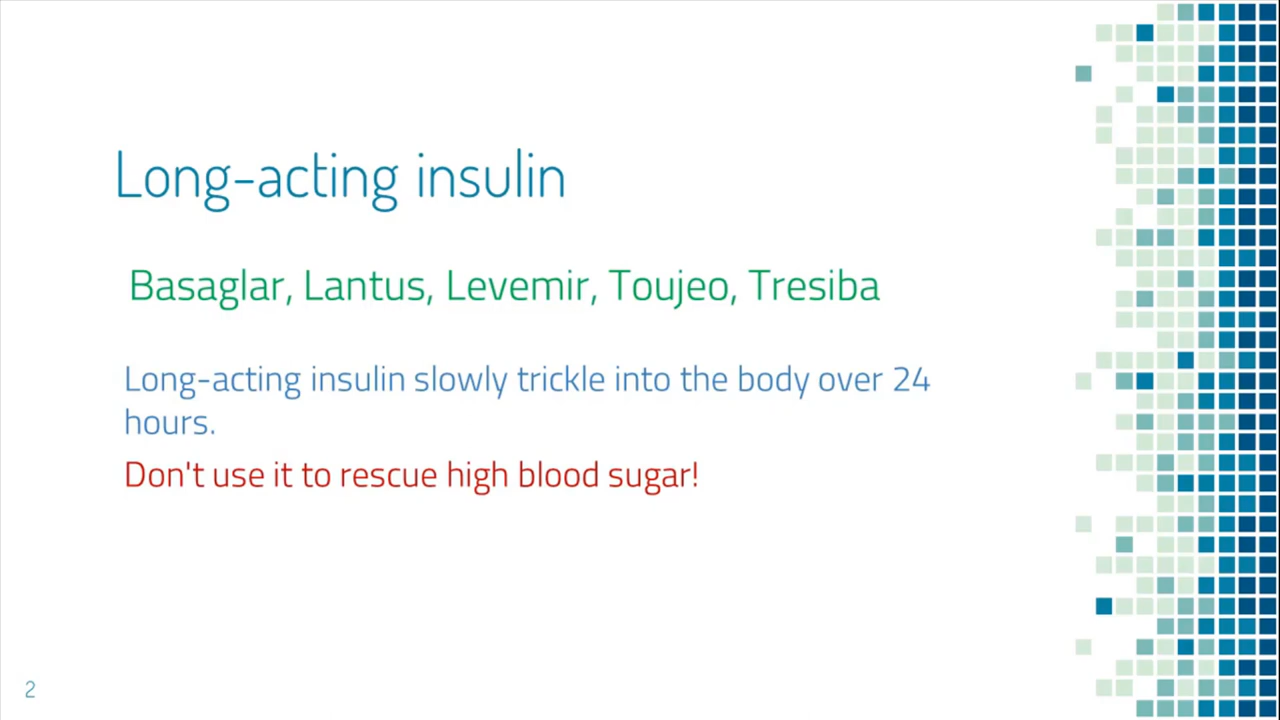 Long-acting insulin
Basaglar, Lantus, Levemir, Toujeo, Tresiba
Long-acting insulin slowly trickle into the body over 24
hours.
Don't use it to rescue high blood sugar!
2